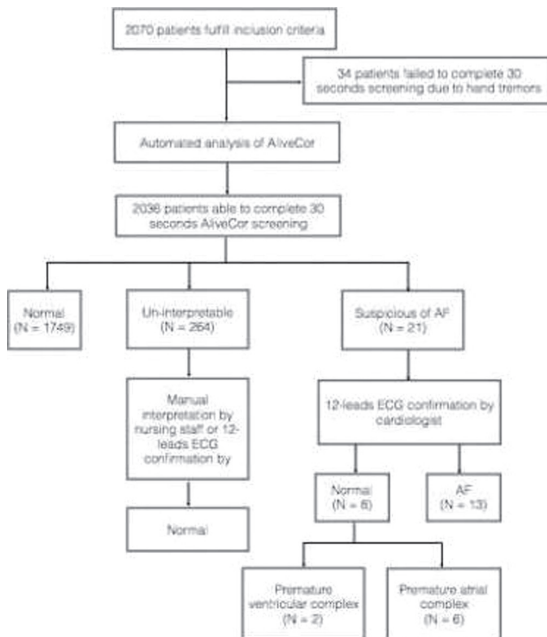 2070 patients fulfill inclusion criteria
34 patients failed to complete 30
seconds screening due to hand tremors
Automated analysis of AliveCor
2036 patients able to complete 30
seconds AliveCor screening
Normal
(N = 1749)
Un-interpretable
(N = 264)
Suspicious of AF
(N = 21)
Manual
interpretation by
nursing staff or 12-
leads ECG
confirmation by
12-leads ECG confirmation by
cardiologist
Normal
Normal
(N = 8)
AF
(N = 13)
Premature
ventricular complex
(N = 2)
Premature atrial
complex
(N = 6)